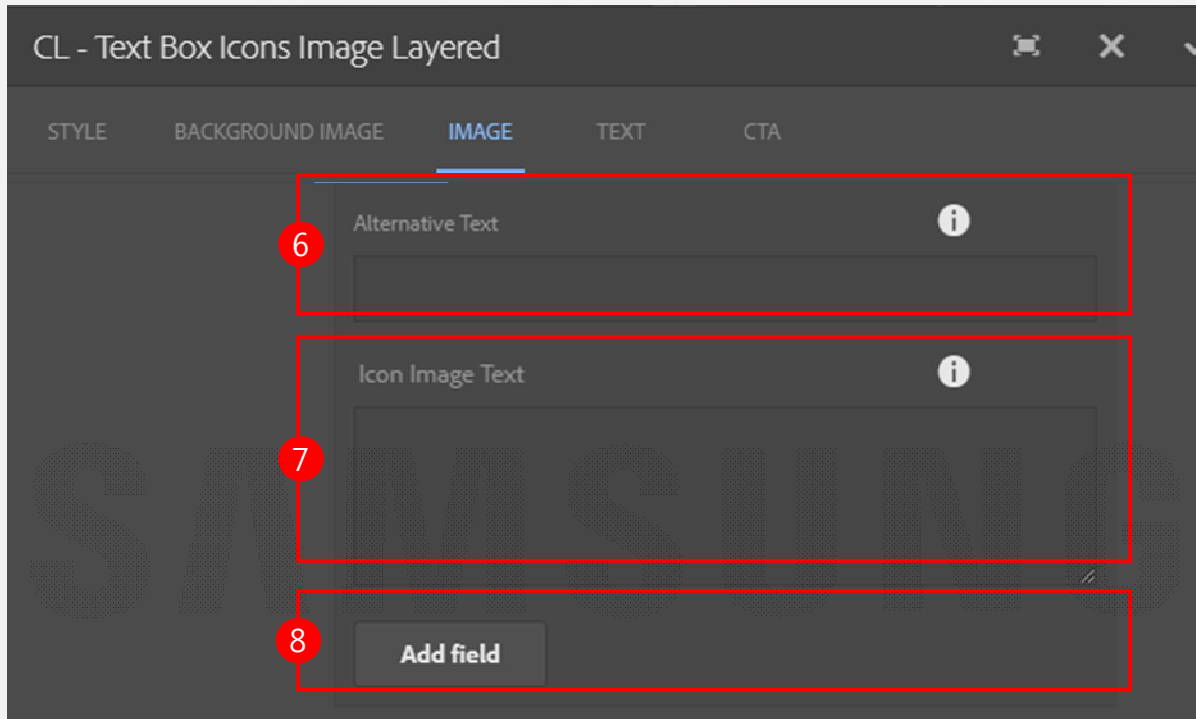 CL - Text Box Icons Image Layered
STYLE BACKGROUND IMAGE IMAGE TEXT CTA
6
Alternative Text
i
7
Icon Image Text
i
SAMSUNG
8
Add field